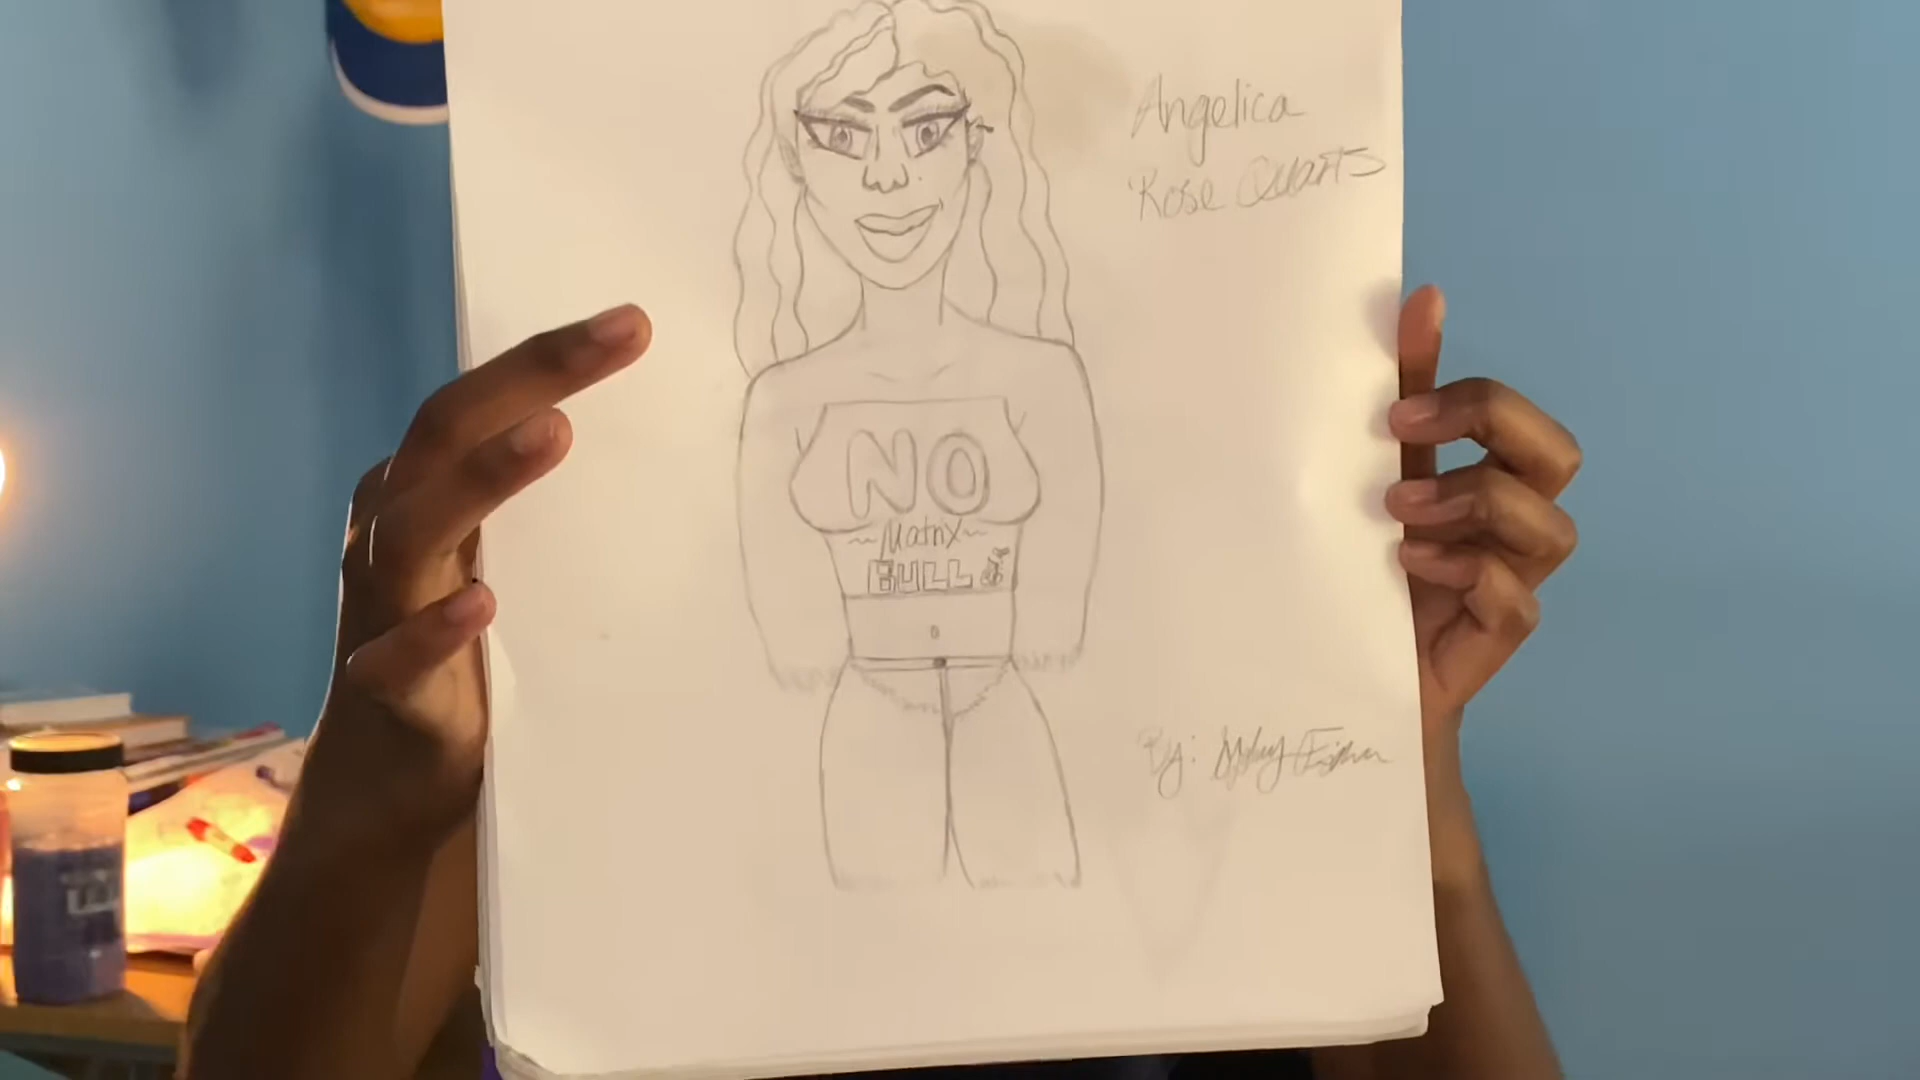 Angelica
Rose Quarts
NO
~Matrix~
BULL
By: